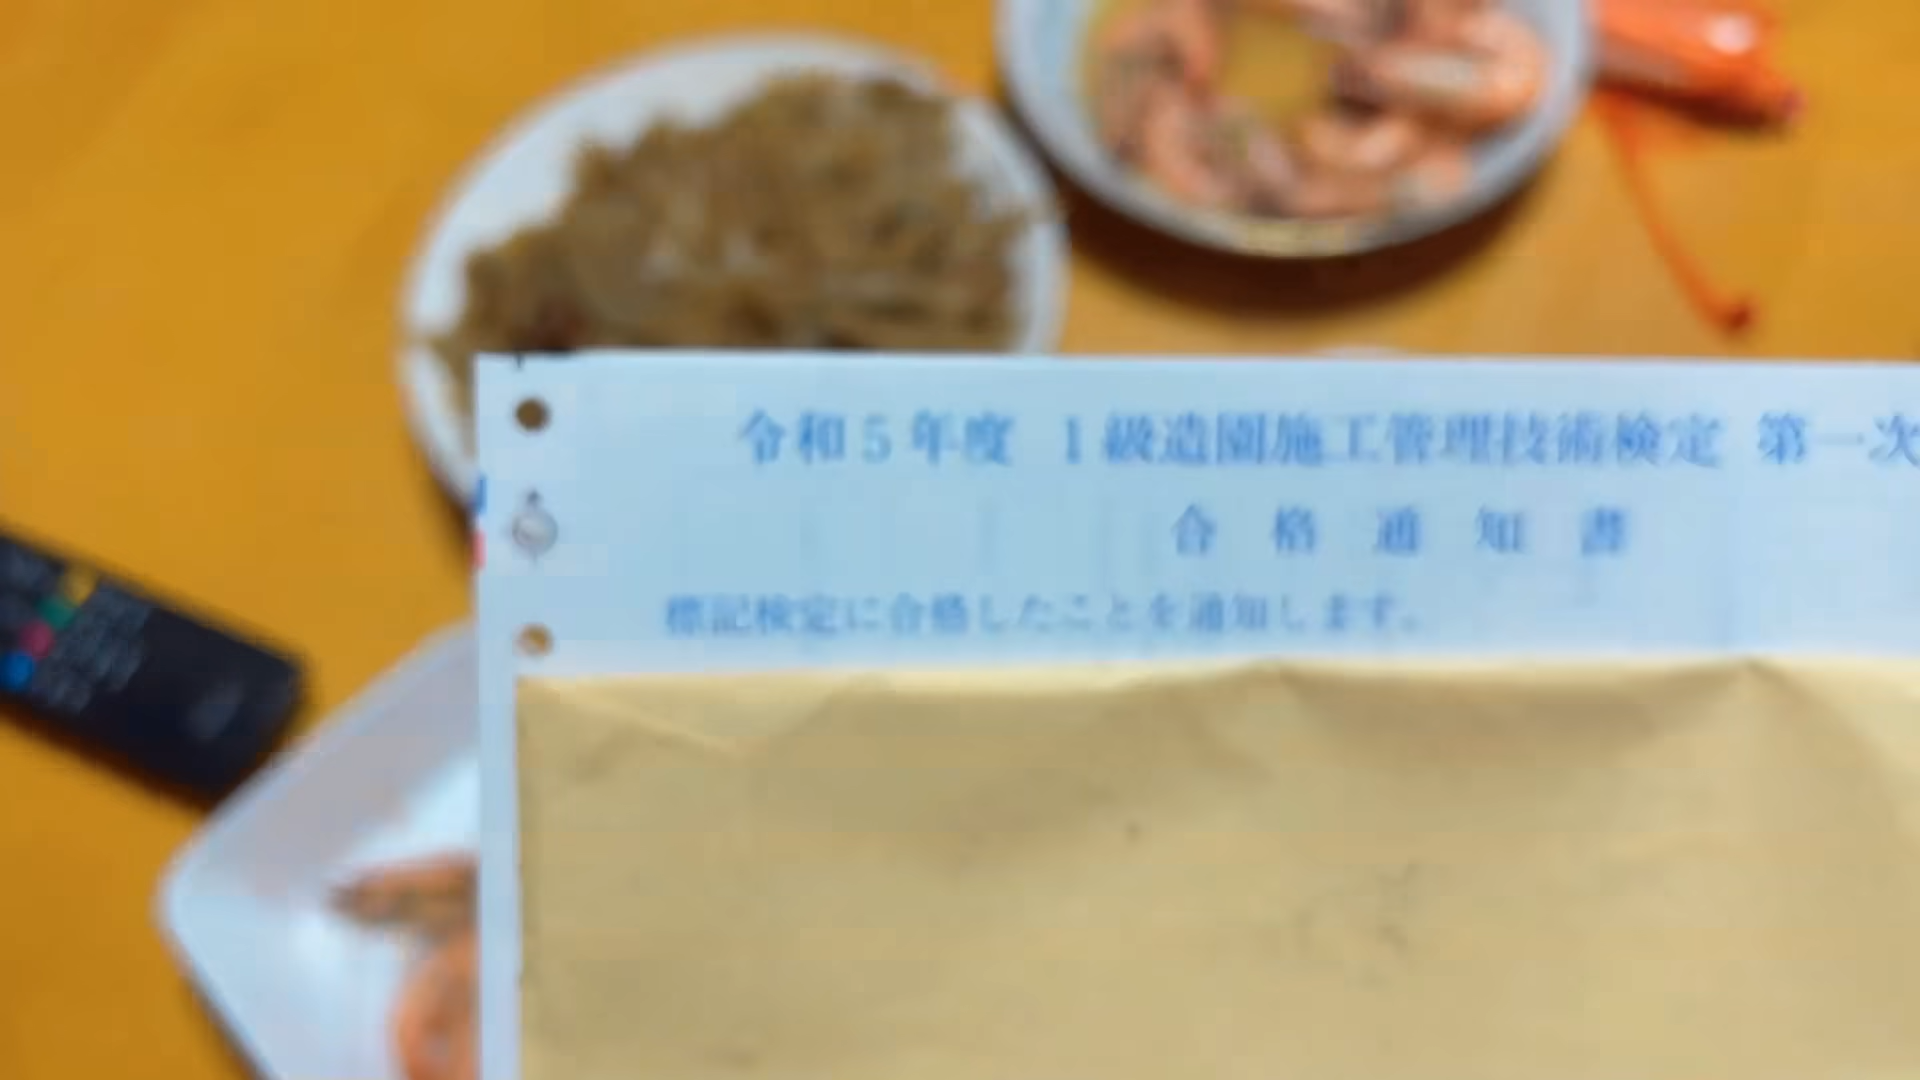 令和5年度 1級造園施工管理技術検定 第一次
合格通知書
標記検定に合格したことを通知します。